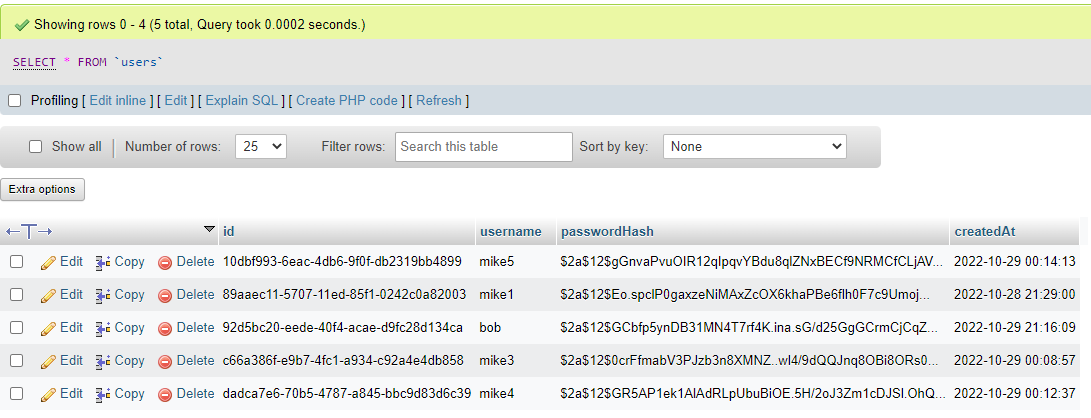 Showing rows 0 - 4 (5 total, Query took 0.0002 seconds.)
SELECT * FROM `users`
Profiling [ Edit inline ] [ Edit ] [ Explain SQL ] [ Create PHP code ] [ Refresh ]
Show all Number of rows: 25 Filter rows: Search this table Sort by key: None
Extra options
←T→ id username passwordHash createdAt
Edit Copy Delete 10dbf993-6eac-4db6-9f0f-db2319bb4899 mike5 $2a$12$gGnvaPvuOIR12qIpqvYBdu8qlZNxBECf9NRMCfCLjAV... 2022-10-29 00:14:13
Edit Copy Delete 89aaec11-5707-11ed-85f1-0242c0a82003 mike1 $2a$12$Eo.spclP0gaxzeNiMAxZcOX6khaPBe6flh0F7c9Umoj... 2022-10-28 21:29:00
Edit Copy Delete 92d5bc20-eede-40f4-acae-d9fc28d134ca bob $2a$12$GCbfp5ynDB31MN4T7rf4K.ina.sG/d25GgGCrmCjCqZ... 2022-10-29 21:16:09
Edit Copy Delete c66a386f-e9b7-4fc1-a934-c92a4e4db858 mike3 $2a$12$0crFfmabV3PJzb3n8XMNZ..wl4/9dQQJnq8OBi8ORs0... 2022-10-29 00:08:57
Edit Copy Delete dadca7e6-70b5-4787-a845-bbc9d83d6c39 mike4 $2a$12$GR5AP1ek1AlAdRLpUbuBiOE.5H/2oJ3Zm1cDJSI.OhQ... 2022-10-29 00:12:37